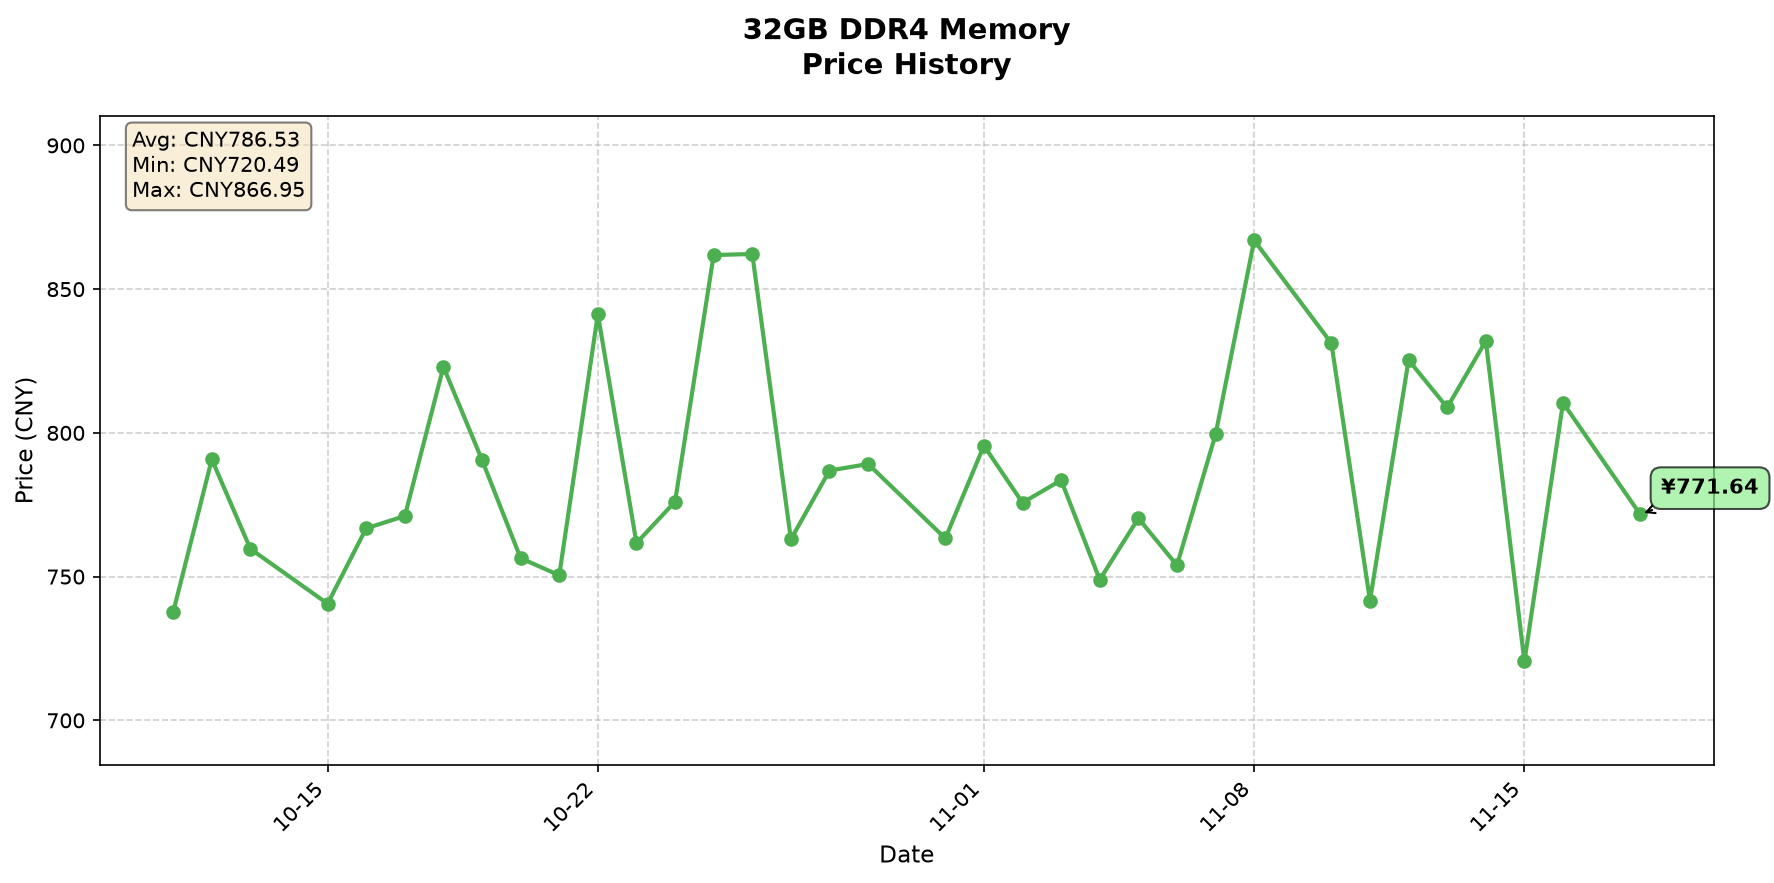 32GB DDR4 Memory
Price History
Avg: CNY786.53
Min: CNY720.49
Max: CNY866.95
900
850
800
750
700
Price (CNY)
¥771.64
10-15
10-22
11-01
11-08
11-15
Date